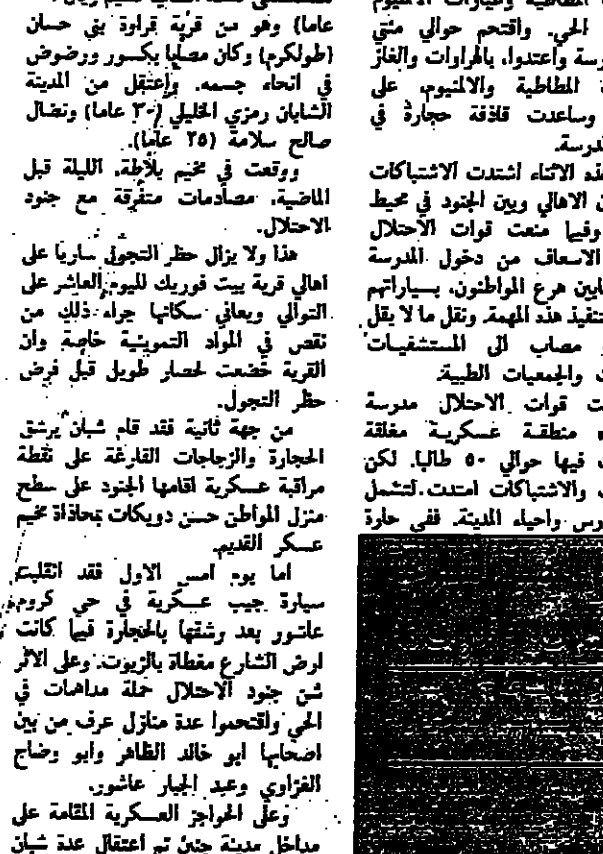 المطاطية وعيارات الالمنيوم
الحي. واقتحم حوالي مئتي
رسة واعتدوا، بالهراوات والغاز
المطاطية والالمنيوم، على
وساعدت قاذفة حجارة في
درسة.
هذه الاثناء اشتدت الاشتباكات
ن الاهالي وبين الجنود في محيط
وفيها منعت قوات الاحتلال
الاسعاف من دخول المدرسة
مابين هرع المواطنون، بسياراتهم
تنفيذ هذه المهمة. ونقل ما لا يقل
مصاب الى المستشفيات
والجمعيات الطبية.
ت قوات الاحتلال مدرسة
منطقة عسكرية مغلقة
فيها حوالي ٥٠ طالبا. لكن
والاشتباكات امتدت لتشمل
رس واحياء المدينة. ففي حارة
عاما) وهو من قرية قراوة بني حسان
(طولكرم) وكان مصابا بكسور ورضوض
في انحاء جسمه. وإعتقل من المدينة
الشابان رمزي الخليلي (٣٠ عاما) ونضال
صالح سلامة (٢٥ عاما).
ووقعت في مخيم بلاطة، الليلة قبل
الماضية، مصادمات متفرقة مع جنود
الاحتلال.
هذا ولا يزال حظر التجول ساريا على
اهالي قرية بيت فوريك لليوم العاشر على
التوالي ويعاني سكانها جراء ذلك من
نقص في المواد التموينية خاصة وان
القرية خضعت لحصار طويل قبل فرض
حظر التجول.
من جهة ثانية فقد قام شبان برشق
الحجارة والزجاجات الفارغة على نقطة
مراقبة عسكرية اقامها الجنود على سطح
منزل المواطن حسن دويكات بمحاذاة مخيم
عسكر القديم.
اما يوم امس الاول فقد انقلبت
سيارة جيب عسكرية في حي كروم
عاشور بعد رشقها بالحجارة فيما كانت
ارض الشارع مغطاة بالزيوت. وعلى الاثر
شن جنود الاحتلال حملة مداهمات في
الحي واقتحموا عدة منازل عرف من بين
اصحابها ابو خالد الظاهر وابو وضاح
الغزاوي وعبد الجبار عاشور.
وعلى الحواجز العسكرية المقامة على
مداخل مدينة جنين تم اعتقال عدة شبان